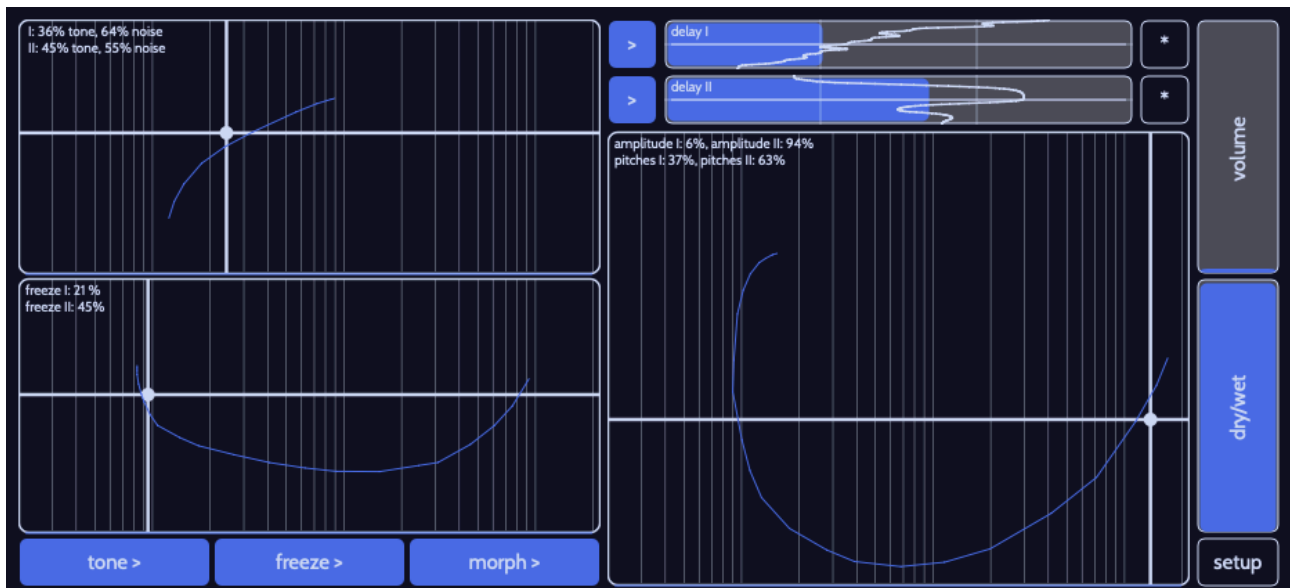 I: 36% tone, 64% noise
II: 45% tone, 55% noise
freeze I: 21%
freeze II: 45%
tone >
freeze >
morph >
>
delay I
*
>
delay II
*
amplitude I: 6%, amplitude II: 94%
pitches I: 37%, pitches II: 63%
volume
dry/wet
setup